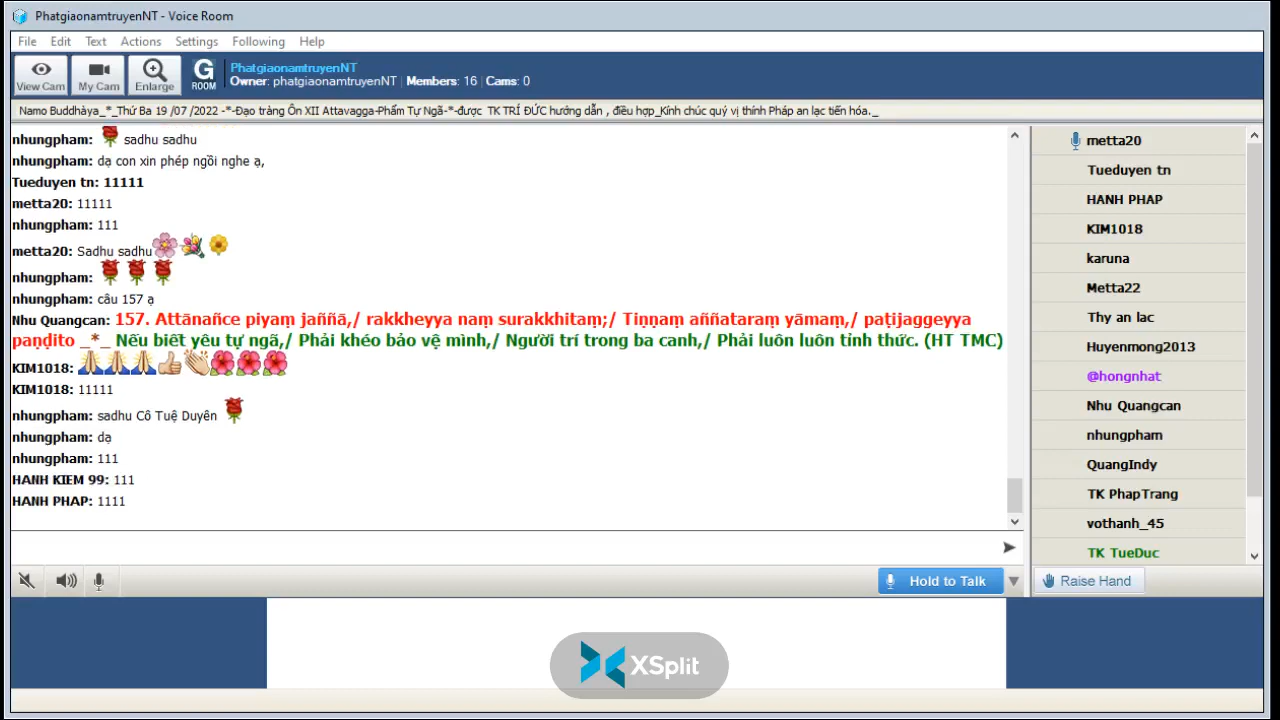 PhatgiaonamtruyenNT - Voice Room
File Edit Text Actions Settings Following Help
View Cam My Cam Enlarge G ROOM PhatgiaonamtruyenNT
Owner: phatgiaonamtruyenNT | Members: 16 | Cams: 0
Namo Buddhàya_*_Thứ Ba 19 /07 /2022 -*-Đạo tràng Ôn XII Attavagga-Phẩm Tự Ngã-*-được TK TRÍ ĐỨC hướng dẫn , điều hợp_Kính chúc quý vị thính Pháp an lạc tiến hóa._
nhungpham: sadhu sadhu
nhungpham: dạ con xin phép ngồi nghe ạ,
Tueduyen tn: 11111
metta20: 11111
nhungpham: 111
metta20: Sadhu sadhu
nhungpham:
nhungpham: câu 157 ạ
Nhu Quangcan: 157. Attānañce piyaṃ jaññā,/ rakkheyya naṃ surakkhitaṃ;/ Tiṇṇaṃ aññataraṃ yāmaṃ,/ paṭijaggeyya
paṇḍito _*_ Nếu biết yêu tự ngã,/ Phải khéo bảo vệ mình,/ Người trí trong ba canh,/ Phải luôn luôn tỉnh thức. (HT TMC)
KIM1018:
KIM1018: 11111
nhungpham: sadhu Cô Tuệ Duyên
nhungpham: dạ
nhungpham: 111
HANH KIEM 99: 111
HANH PHAP: 1111
metta20
Tueduyen tn
HANH PHAP
KIM1018
karuna
Metta22
Thy an lac
Huyenmong2013
@hongnhat
Nhu Quangcan
nhungpham
QuangIndy
TK PhapTrang
vothanh_45
TK TueDuc
Hold to Talk
Raise Hand
XSplit